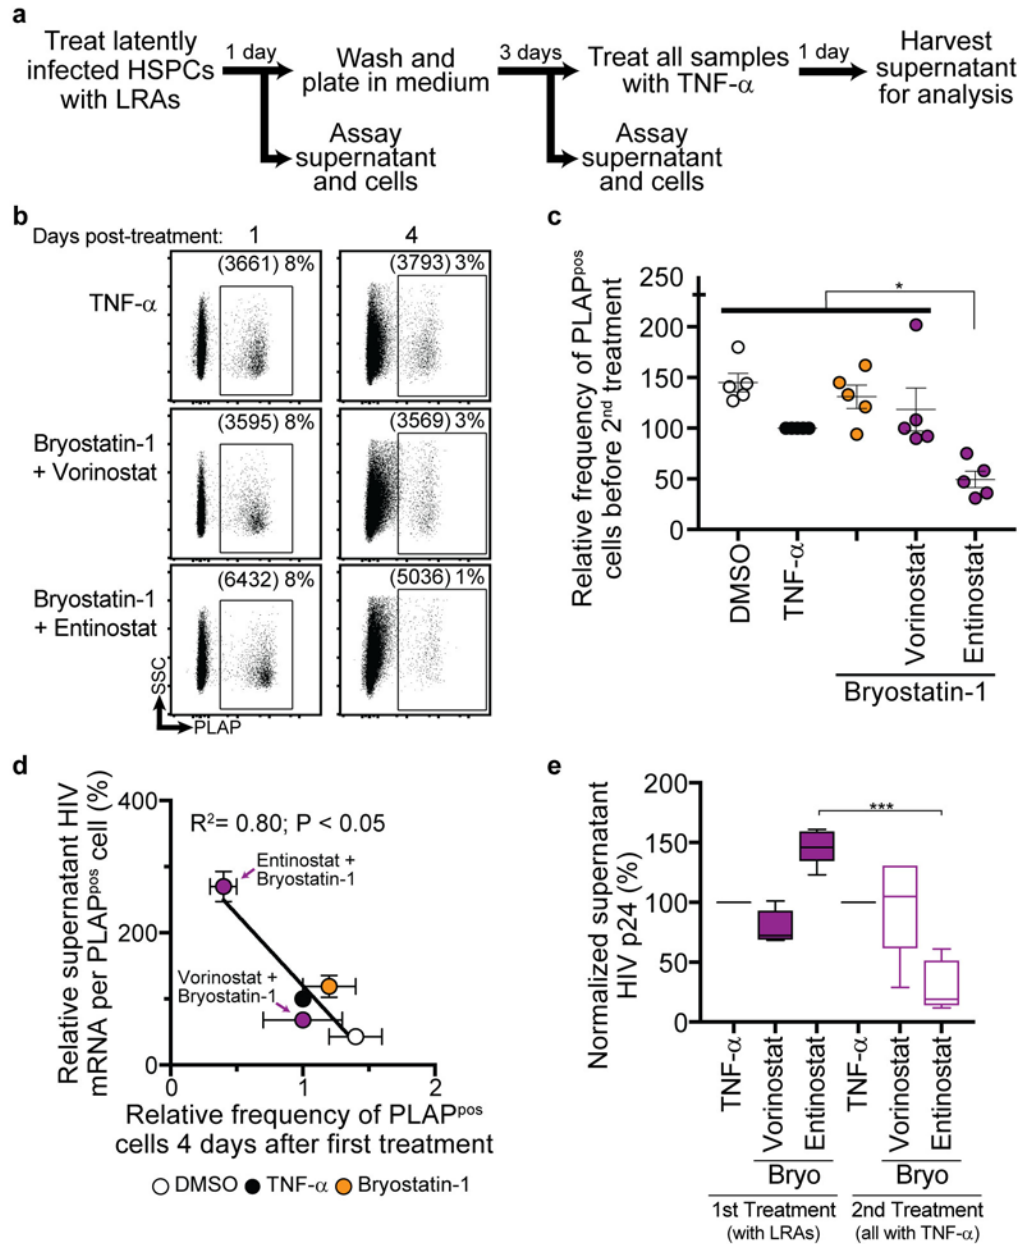 a
Treat latently
infected HSPCs
with LRAs
1 day
Wash and
plate in medium
3 days
Treat all samples
with TNF-α
1 day
Harvest
supernatant
for analysis
Assay
supernatant
and cells
Assay
supernatant
and cells
b
Days post-treatment: 1 4
TNF-α
(3661) 8%
(3793) 3%
Bryostatin-1
+ Vorinostat
(3595) 8%
(3569) 3%
Bryostatin-1
+ Entinostat
(6432) 8%
(5036) 1%
SSC
PLAP
c
Relative frequency of PLAPᵖᵒˢ
cells before 2ⁿᵈ treatment
250
200
150
100
50
0
*
DMSO
TNF-α
Vorinostat
Entinostat
Bryostatin-1
d
Relative supernatant HIV
mRNA per PLAPᵖᵒˢ cell (%)
400
200
0
R²= 0.80; P < 0.05
Entinostat +
Bryostatin-1
Vorinostat +
Bryostatin-1
0 1 2
Relative frequency of PLAPᵖᵒˢ
cells 4 days after first treatment
DMSO TNF-α Bryostatin-1
e
Normalized supernatant
HIV p24 (%)
200
150
100
50
0
***
TNF-α
Vorinostat
Entinostat
TNF-α
Vorinostat
Entinostat
Bryo Bryo
1st Treatment
(with LRAs)
2nd Treatment
(all with TNF-α)